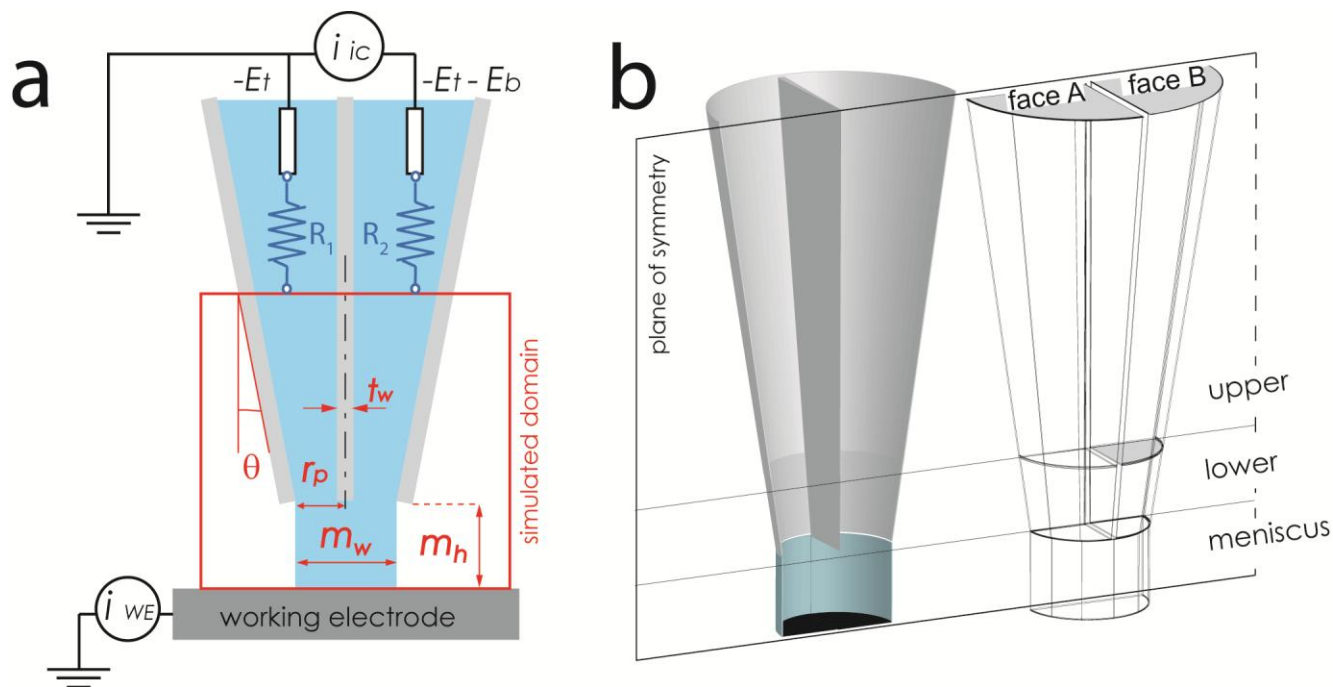 a
i ic
-Et
-Et - Eb
R1
R2
tw
θ
rp
mw
mh
simulated domain
i WE
working electrode
b
plane of symmetry
face A
face B
upper
lower
meniscus